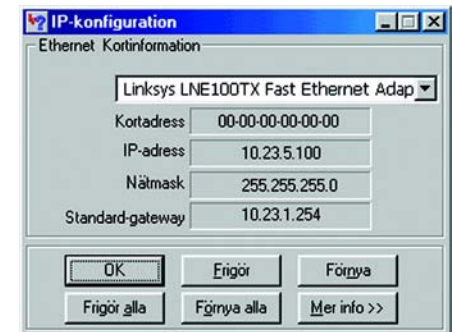 IP-konfiguration
Ethernet Kortinformation
Linksys LNE100TX Fast Ethernet Adap
Kortadress 00-00-00-00-00-00
IP-adress 10.23.5.100
Nätmask 255.255.255.0
Standard-gateway 10.23.1.254
OK Frigör Förnya
Frigör alla Förnya alla Mer info >>